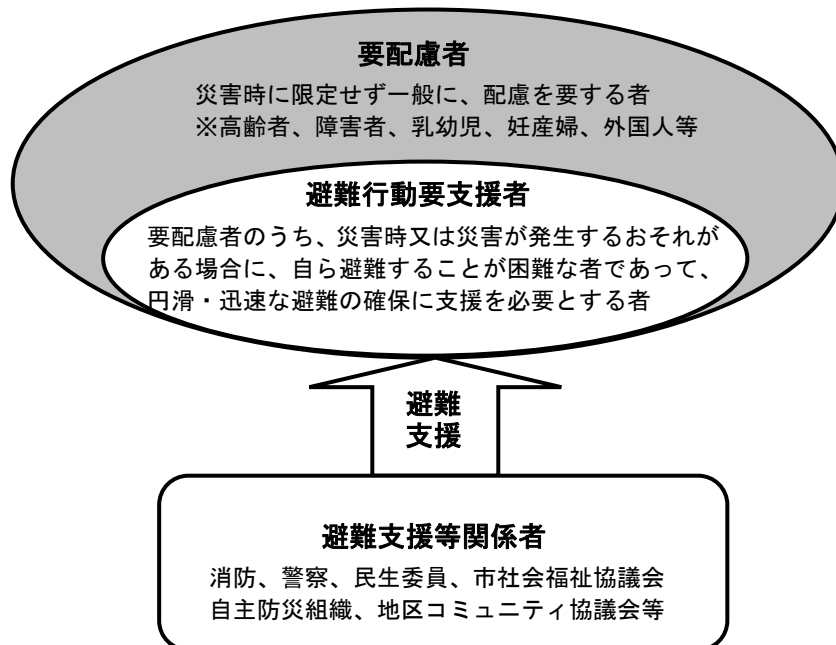 要配慮者
災害時に限定せず一般に、配慮を要する者
※高齢者、障害者、乳幼児、妊産婦、外国人等
避難行動要支援者
要配慮者のうち、災害時又は災害が発生するおそれが
ある場合に、自ら避難することが困難な者であって、
円滑・迅速な避難の確保に支援を必要とする者
避難
支援
避難支援等関係者
消防、警察、民生委員、市社会福祉協議会
自主防災組織、地区コミュニティ協議会等